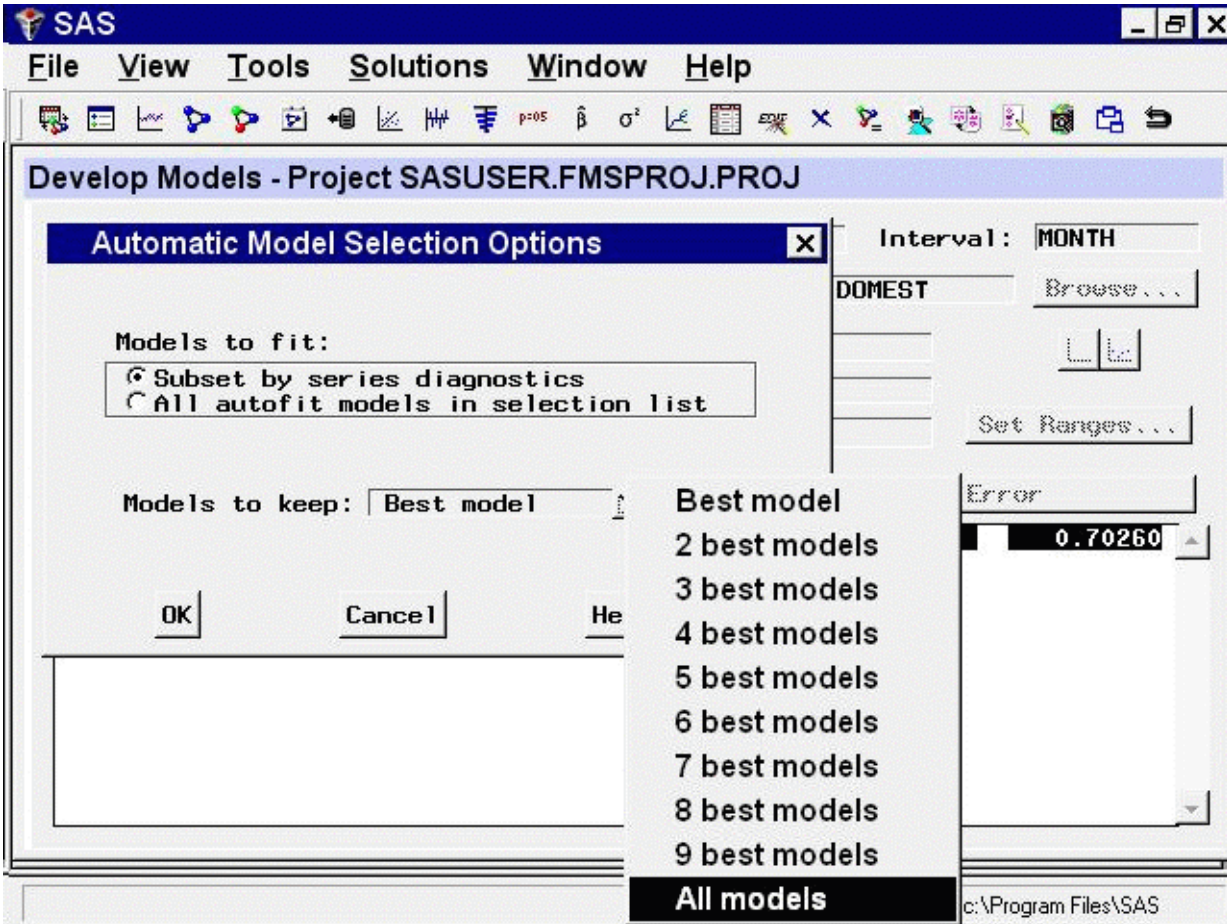 SAS
File View Tools Solutions Window Help
P=.05 β̂ σ² EDIT
Develop Models - Project SASUSER.FMSPROJ.PROJ
Automatic Model Selection Options
Interval: MONTH
DOMEST Browse...
Models to fit:
Subset by series diagnostics
All autofit models in selection list
Set Ranges...
Models to keep: Best model
Error
0.70260
OK Cancel He
Best model
2 best models
3 best models
4 best models
5 best models
6 best models
7 best models
8 best models
9 best models
All models
c:\Program Files\SAS